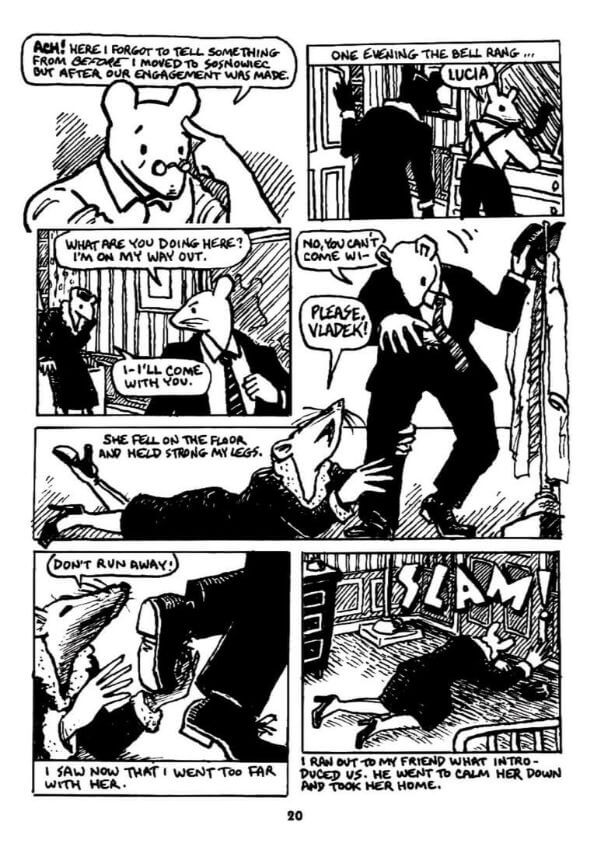 ACH! HERE I FORGOT TO TELL SOMETHING
FROM BEFORE I MOVED TO SOSNOWIEC
BUT AFTER OUR ENGAGEMENT WAS MADE.
ONE EVENING THE BELL RANG ...
LUCIA
WHAT ARE YOU DOING HERE?
I'M ON MY WAY OUT.
I-I'LL COME
WITH YOU.
NO, YOU CAN'T
COME WI-
PLEASE,
VLADEK!
SHE FELL ON THE FLOOR
AND HELD STRONG MY LEGS.
DON'T RUN AWAY!
I SAW NOW THAT I WENT TOO FAR
WITH HER.
SLAM!
I RAN OUT TO MY FRIEND WHAT INTRO-
DUCED US. HE WENT TO CALM HER DOWN
AND TOOK HER HOME.
20